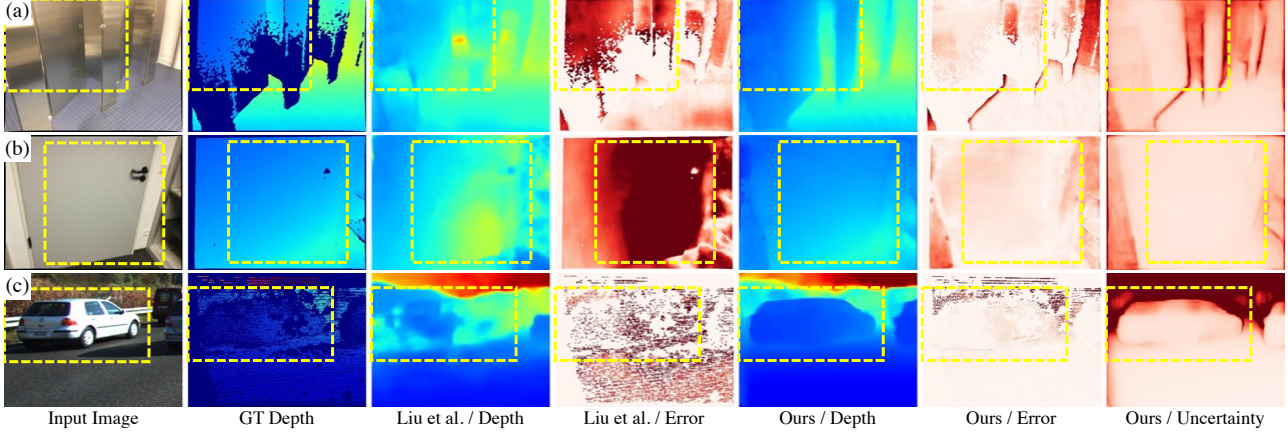 (a)
(b)
(c)
Input Image
GT Depth
Liu et al. / Depth
Liu et al. / Error
Ours / Depth
Ours / Error
Ours / Uncertainty